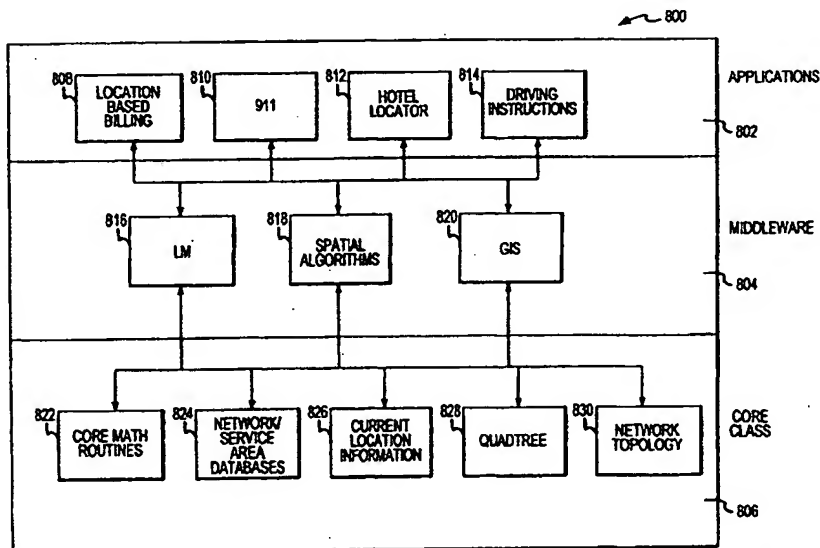 800
808
LOCATION
BASED
BILLING
810
911
812
HOTEL
LOCATOR
814
DRIVING
INSTRUCTIONS
APPLICATIONS
802
816
LM
818
SPATIAL
ALGORITHMS
820
GIS
MIDDLEWARE
804
822
CORE MATH
ROUTINES
824
NETWORK/
SERVICE
AREA
DATABASES
826
CURRENT
LOCATION
INFORMATION
828
QUADTREE
830
NETWORK
TOPOLOGY
CORE
CLASS
806